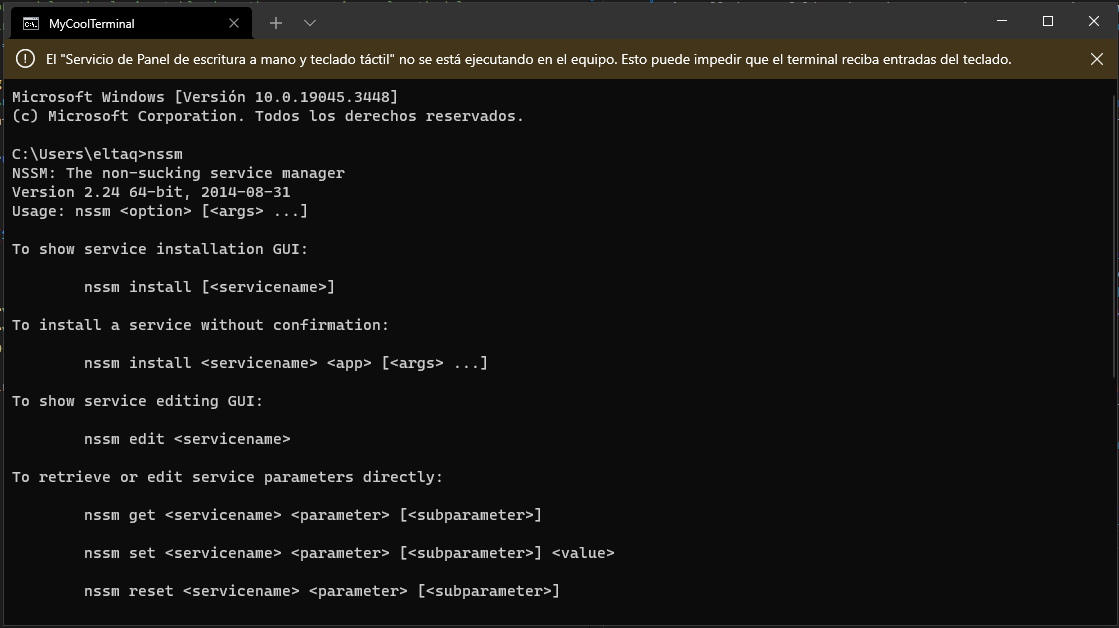 MyCoolTerminal
El "Servicio de Panel de escritura a mano y teclado táctil" no se está ejecutando en el equipo. Esto puede impedir que el terminal reciba entradas del teclado.
Microsoft Windows [Versión 10.0.19045.3448]
(c) Microsoft Corporation. Todos los derechos reservados.
C:\Users\eltaq>nssm
NSSM: The non-sucking service manager
Version 2.24 64-bit, 2014-08-31
Usage: nssm <option> [<args> ...]
To show service installation GUI:
nssm install [<servicename>]
To install a service without confirmation:
nssm install <servicename> <app> [<args> ...]
To show service editing GUI:
nssm edit <servicename>
To retrieve or edit service parameters directly:
nssm get <servicename> <parameter> [<subparameter>]
nssm set <servicename> <parameter> [<subparameter>] <value>
nssm reset <servicename> <parameter> [<subparameter>]